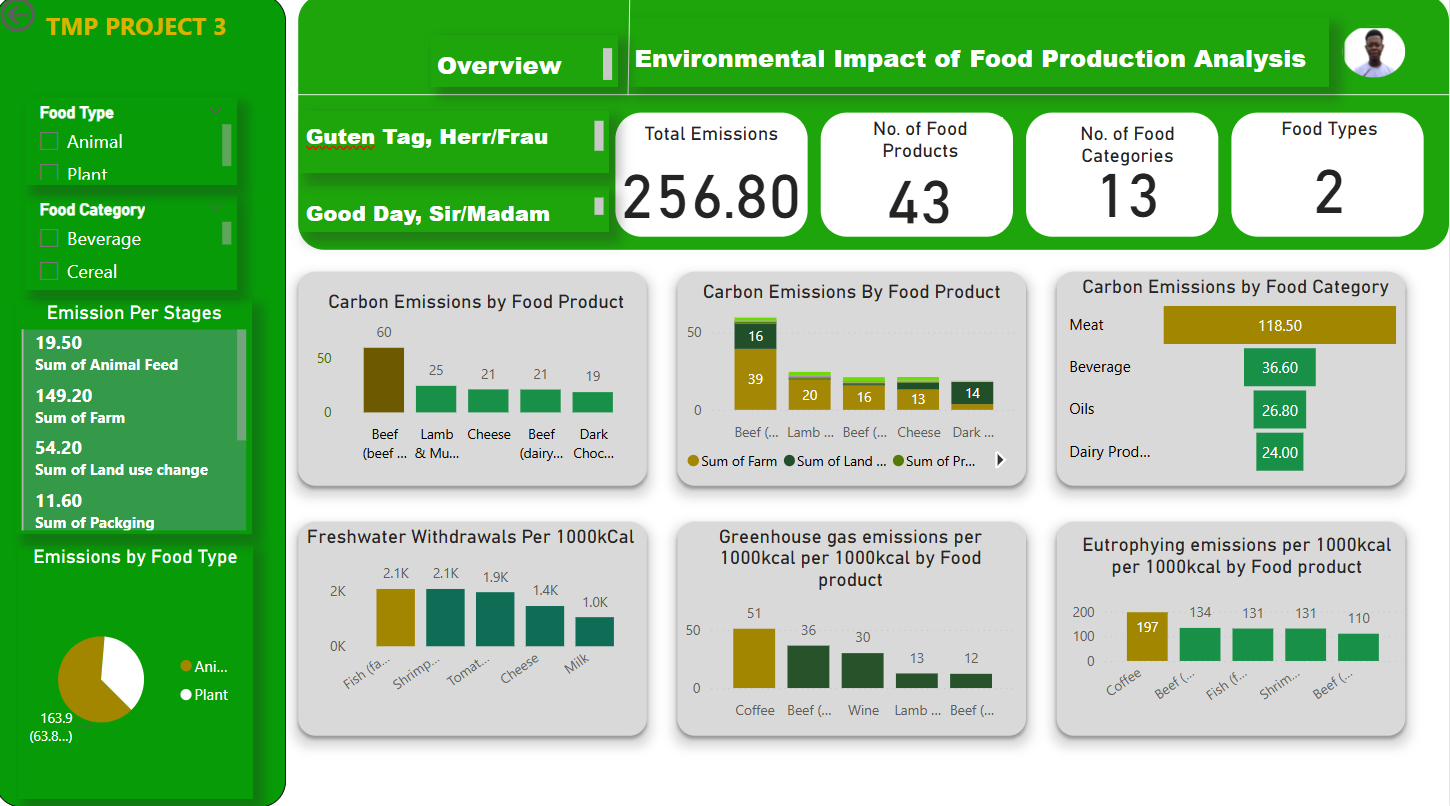 TMP PROJECT 3
Food Type
Animal
Plant
Food Category
Beverage
Cereal
Emission Per Stages
19.50
Sum of Animal Feed
149.20
Sum of Farm
54.20
Sum of Land use change
11.60
Sum of Packging
Emissions by Food Type
Ani...
Plant
163.9
(63.8...)
Overview
Environmental Impact of Food Production Analysis
Guten Tag, Herr/Frau
Good Day, Sir/Madam
Total Emissions
256.80
No. of Food
Products
43
No. of Food
Categories
13
Food Types
2
Carbon Emissions by Food Product
60
50
25
21
21
19
0
Beef
(beef ...
Lamb
& Mu...
Cheese
Beef
(dairy...
Dark
Choc...
Carbon Emissions By Food Product
50
0
16
39
20
16
13
14
Beef (...
Lamb ...
Beef (...
Cheese
Dark ...
Sum of Farm
Sum of Land ...
Sum of Pr...
Carbon Emissions by Food Category
Meat
118.50
Beverage
36.60
Oils
26.80
Dairy Prod...
24.00
Freshwater Withdrawals Per 1000kCal
2K
0K
2.1K
2.1K
1.9K
1.4K
1.0K
Fish (fa...
Shrimp...
Tomat...
Cheese
Milk
Greenhouse gas emissions per
1000kcal per 1000kcal by Food
product
50
0
51
36
30
13
12
Coffee
Beef (...
Wine
Lamb ...
Beef (...
Eutrophying emissions per 1000kcal
per 1000kcal by Food product
200
100
0
197
134
131
131
110
Coffee
Beef (...
Fish (f...
Shrim...
Beef (...